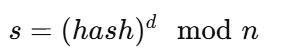 s = (hash)^d mod n